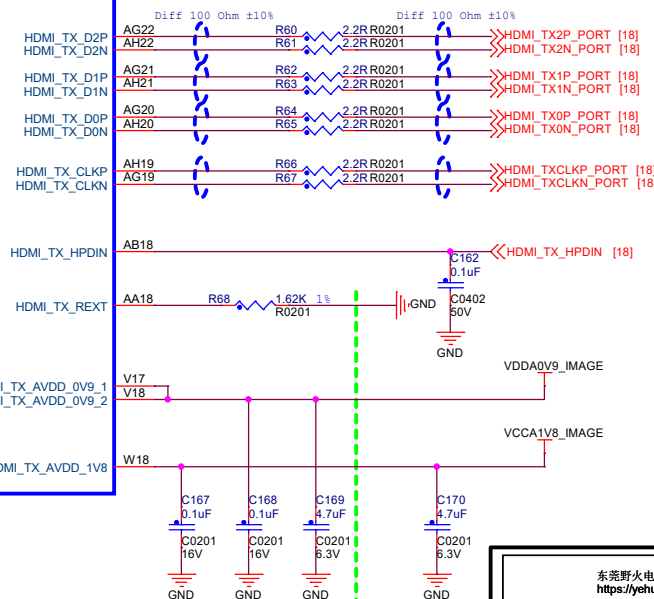 Diff 100 Ohm ±10% Diff 100 Ohm ±10%
HDMI_TX_D2P AG22 R60 2.2R R0201 HDMI_TX2P_PORT [18]
HDMI_TX_D2N AH22 R61 2.2R R0201 HDMI_TX2N_PORT [18]
HDMI_TX_D1P AG21 R62 2.2R R0201 HDMI_TX1P_PORT [18]
HDMI_TX_D1N AH21 R63 2.2R R0201 HDMI_TX1N_PORT [18]
HDMI_TX_D0P AG20 R64 2.2R R0201 HDMI_TX0P_PORT [18]
HDMI_TX_D0N AH20 R65 2.2R R0201 HDMI_TX0N_PORT [18]
HDMI_TX_CLKP AH19 R66 2.2R R0201 HDMI_TXCLKP_PORT [18]
HDMI_TX_CLKN AG19 R67 2.2R R0201 HDMI_TXCLKN_PORT [18]
HDMI_TX_HPDIN AB18 HDMI_TX_HPDIN [18]
C162
0.1uF
C0402
50V
GND
HDMI_TX_REXT AA18 R68 1.62K 1% GND
R0201
VDDA0V9_IMAGE
I_TX_AVDD_0V9_1 V17
I_TX_AVDD_0V9_2 V18
VCCA1V8_IMAGE
DMI_TX_AVDD_1V8 W18
C167 C168 C169 C170
0.1uF 0.1uF 4.7uF 4.7uF
C0201 C0201 C0201 C0201
16V 16V 6.3V 6.3V
GND GND GND GND
东莞野火电
https://yehu